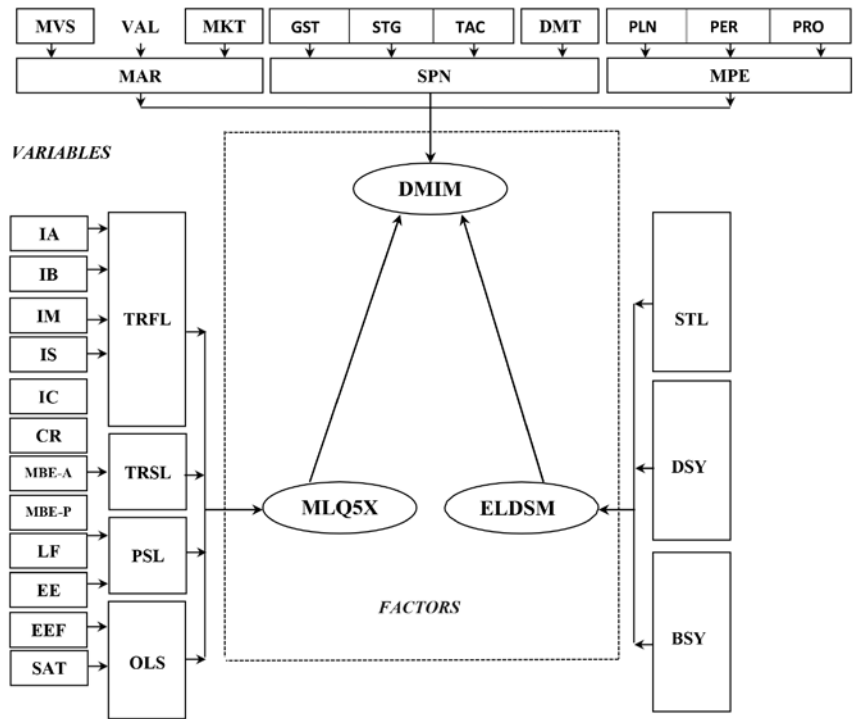 MVS VAL MKT GST STG TAC DMT PLN PER PRO
MAR SPN MPE
VARIABLES
DMIM
IA
IB
IM
IS
IC
CR
MBE-A
MBE-P
LF
EE
EEF
SAT
TRFL
TRSL
PSL
OLS
MLQ5X
ELDSM
FACTORS
STL
DSY
BSY